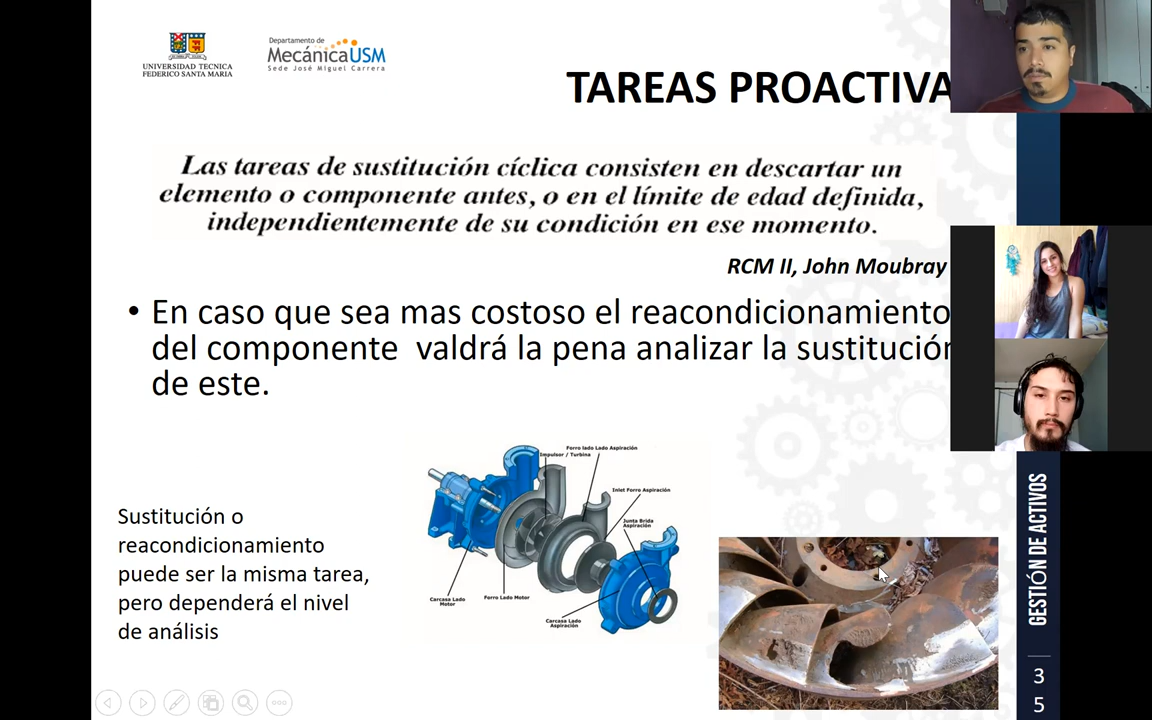 UNIVERSIDAD TECNICA
FEDERICO SANTA MARIA
Departamento de
MecánicaUSM
Sede José Miguel Carrera
TAREAS PROACTIVA
Las tareas de sustitución cíclica consisten en descartar un
elemento o componente antes, o en el límite de edad definida,
independientemente de su condición en ese momento.
RCM II, John Moubray
• En caso que sea mas costoso el reacondicionamiento
del componente valdrá la pena analizar la sustitución
de este.
Sustitución o
reacondicionamiento
puede ser la misma tarea,
pero dependerá el nivel
de análisis
Forro lado Lado Aspiración
Impulsor / Turbina
Inlet Forro Aspiración
Junta Brida
Aspiración
Carcasa Lado
Motor
Forro Lado Motor
Carcasa Lado
Aspiración
GESTIÓN DE ACTIVOS
3
5